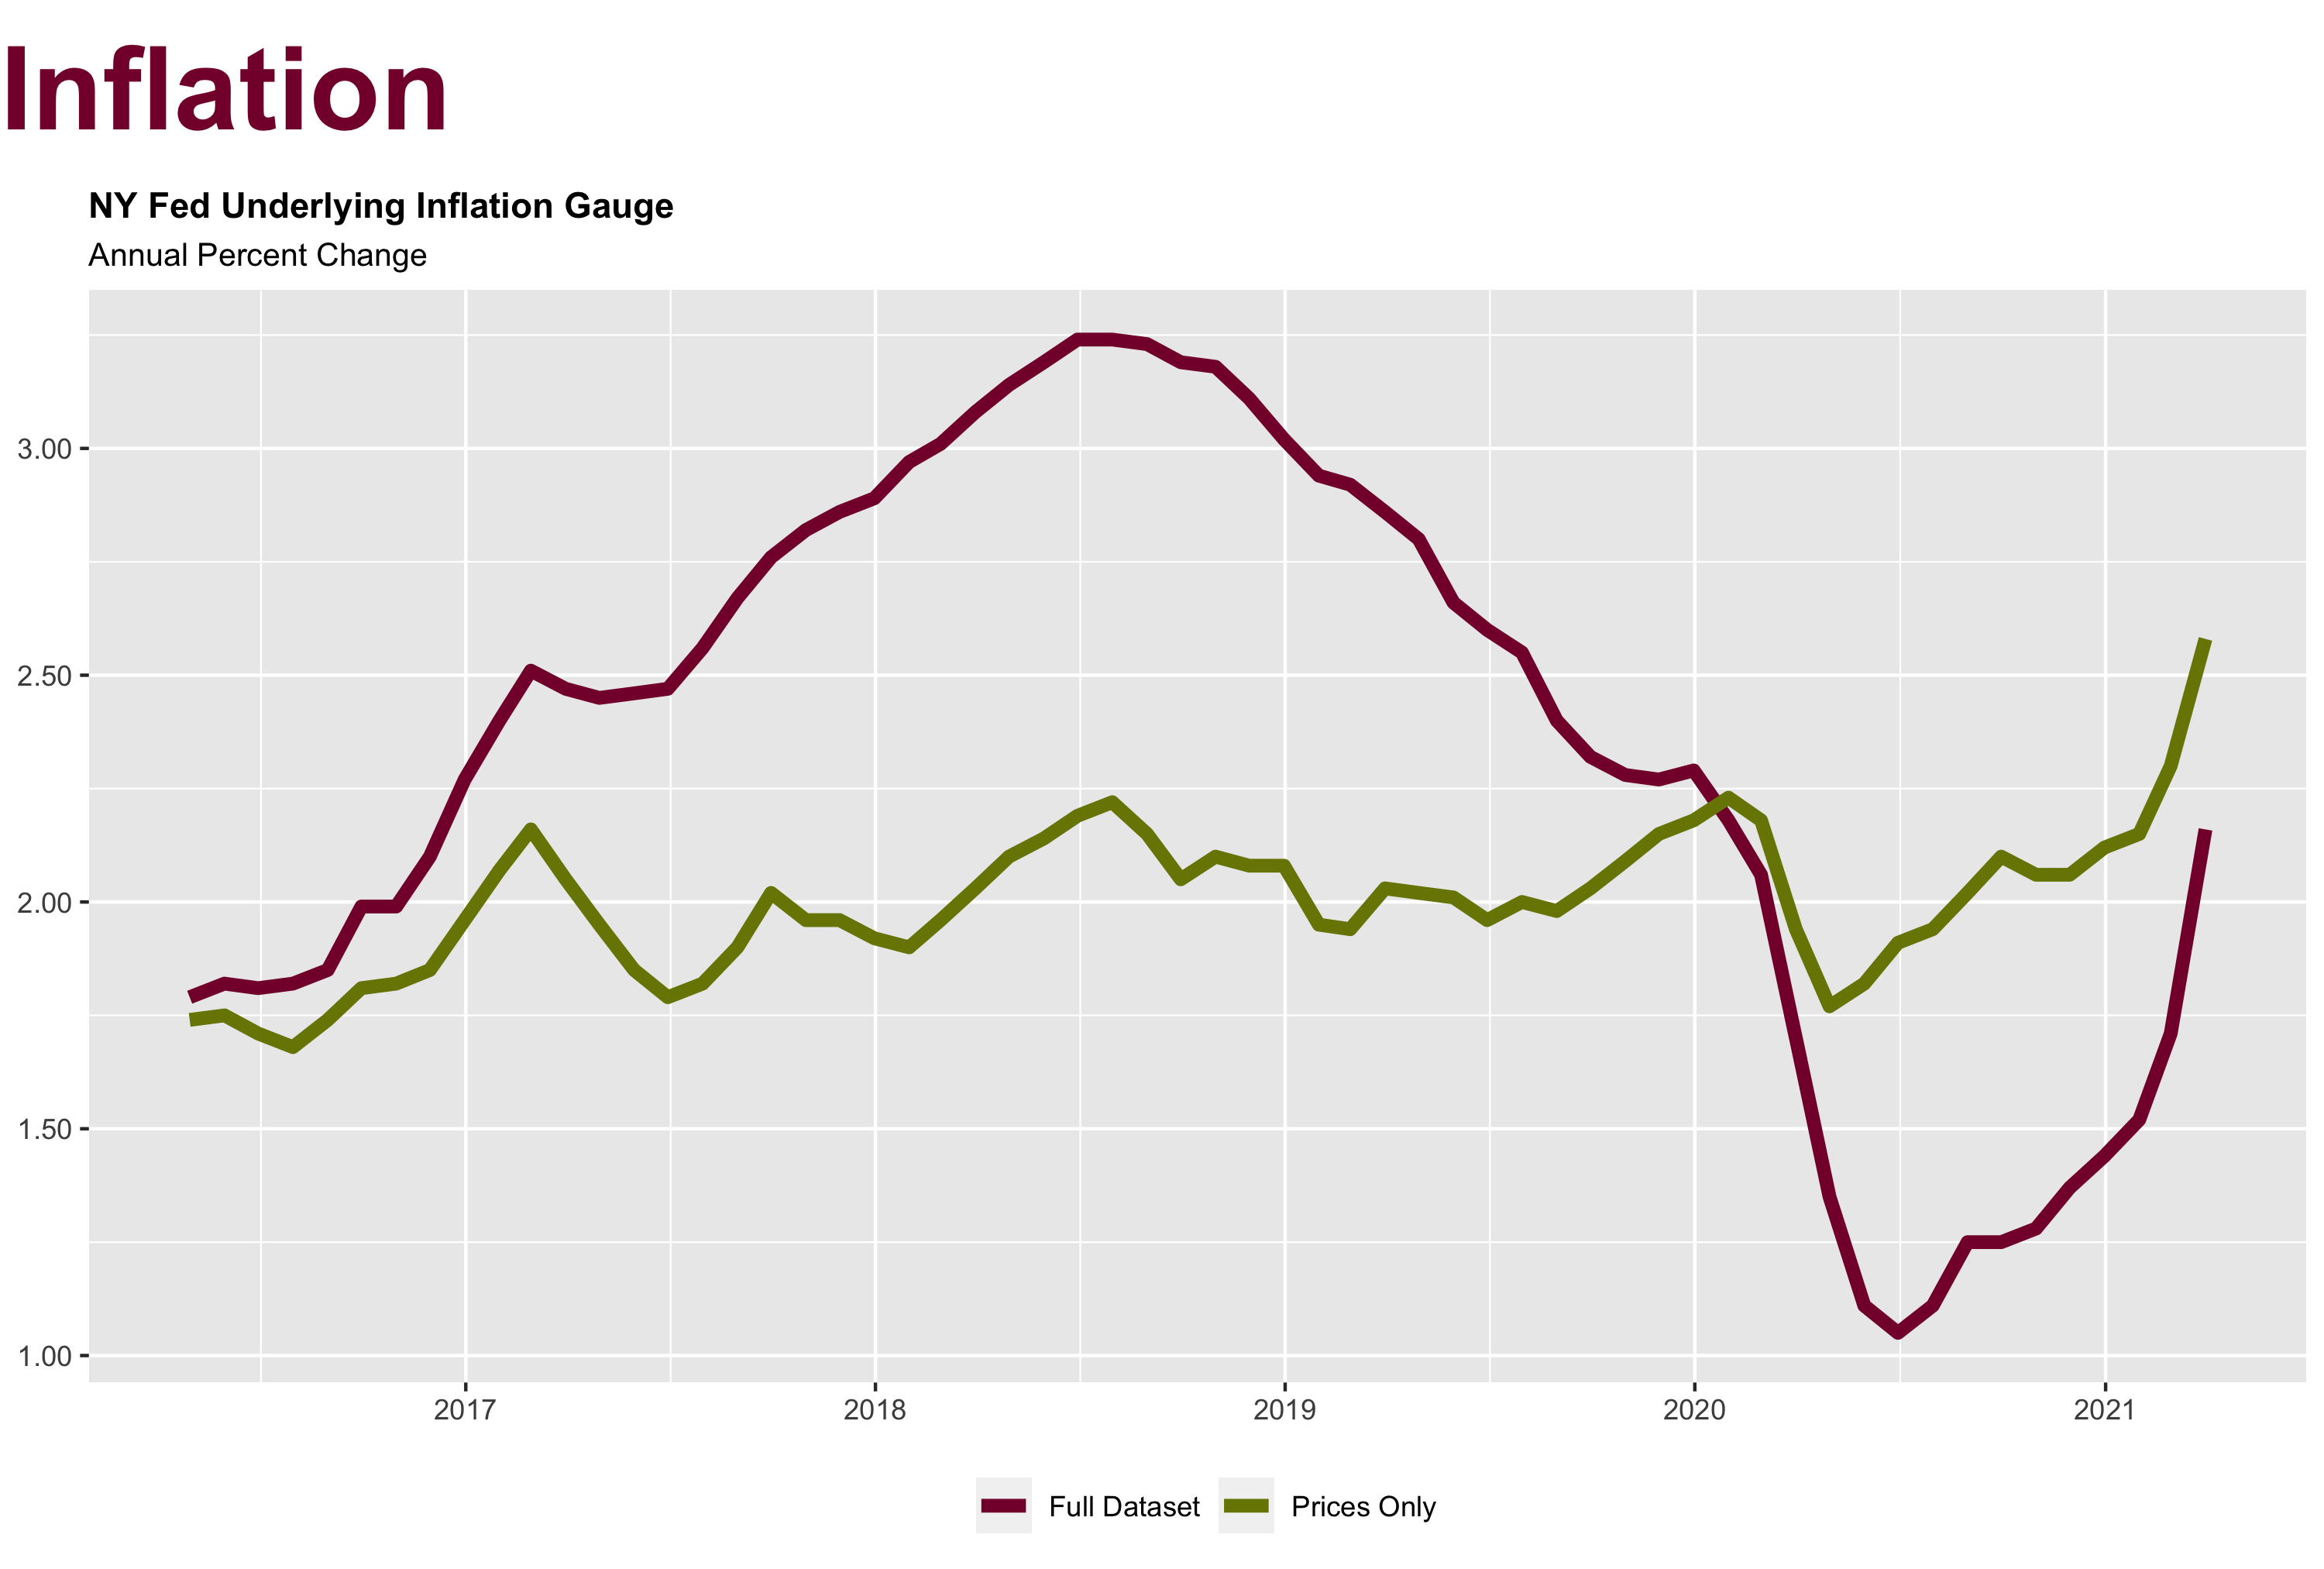 Inflation
NY Fed Underlying Inflation Gauge
Annual Percent Change
3.00
2.50
2.00
1.50
1.00
2017 2018 2019 2020 2021
Full Dataset Prices Only